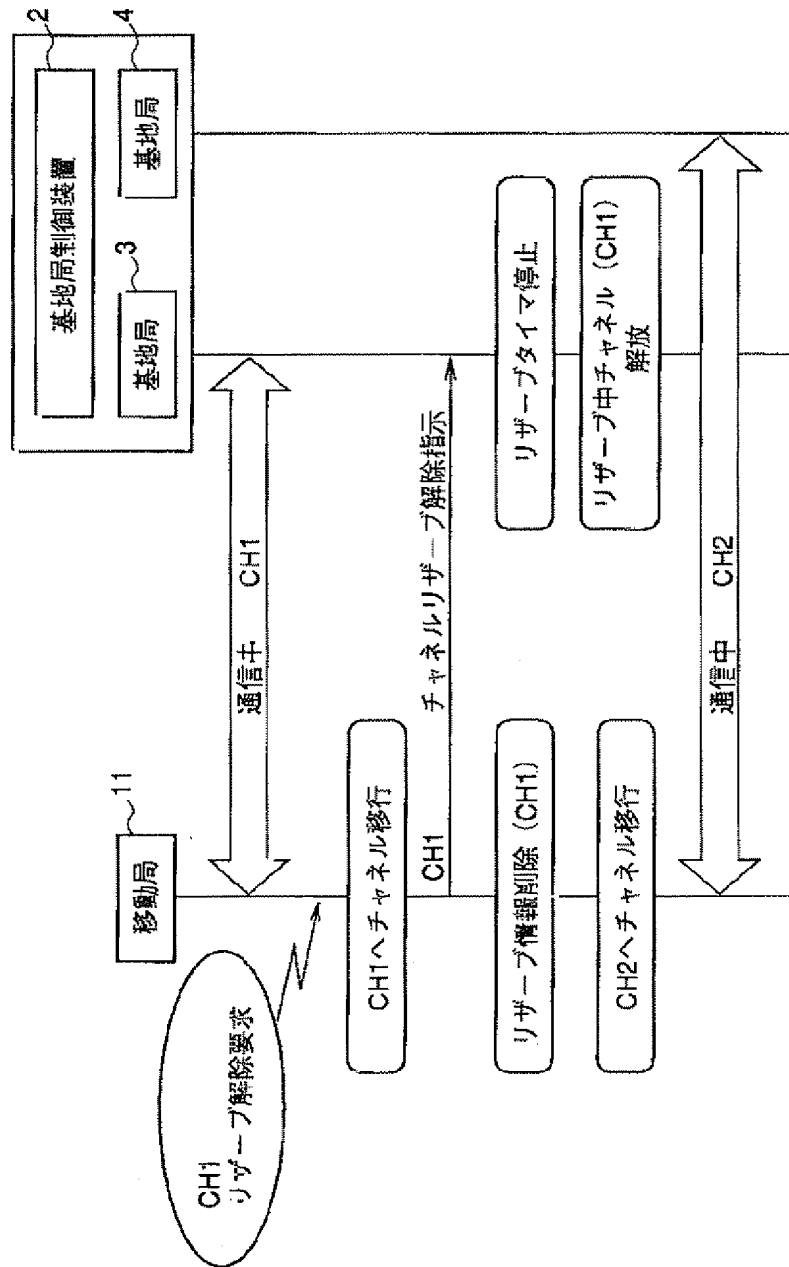 移動局
11
基地局制御装置
2
基地局
3
基地局
4
通信中 CH1
CH1
リザーブ解除要求
CH1へチャネル移行
CH1 チャネルリザーブ解除指示
リザーブ情報削除 (CH1)
リザーブタイマ停止
CH2へチャネル移行
リザーブ中チャネル (CH1)
解放
通信中 CH2